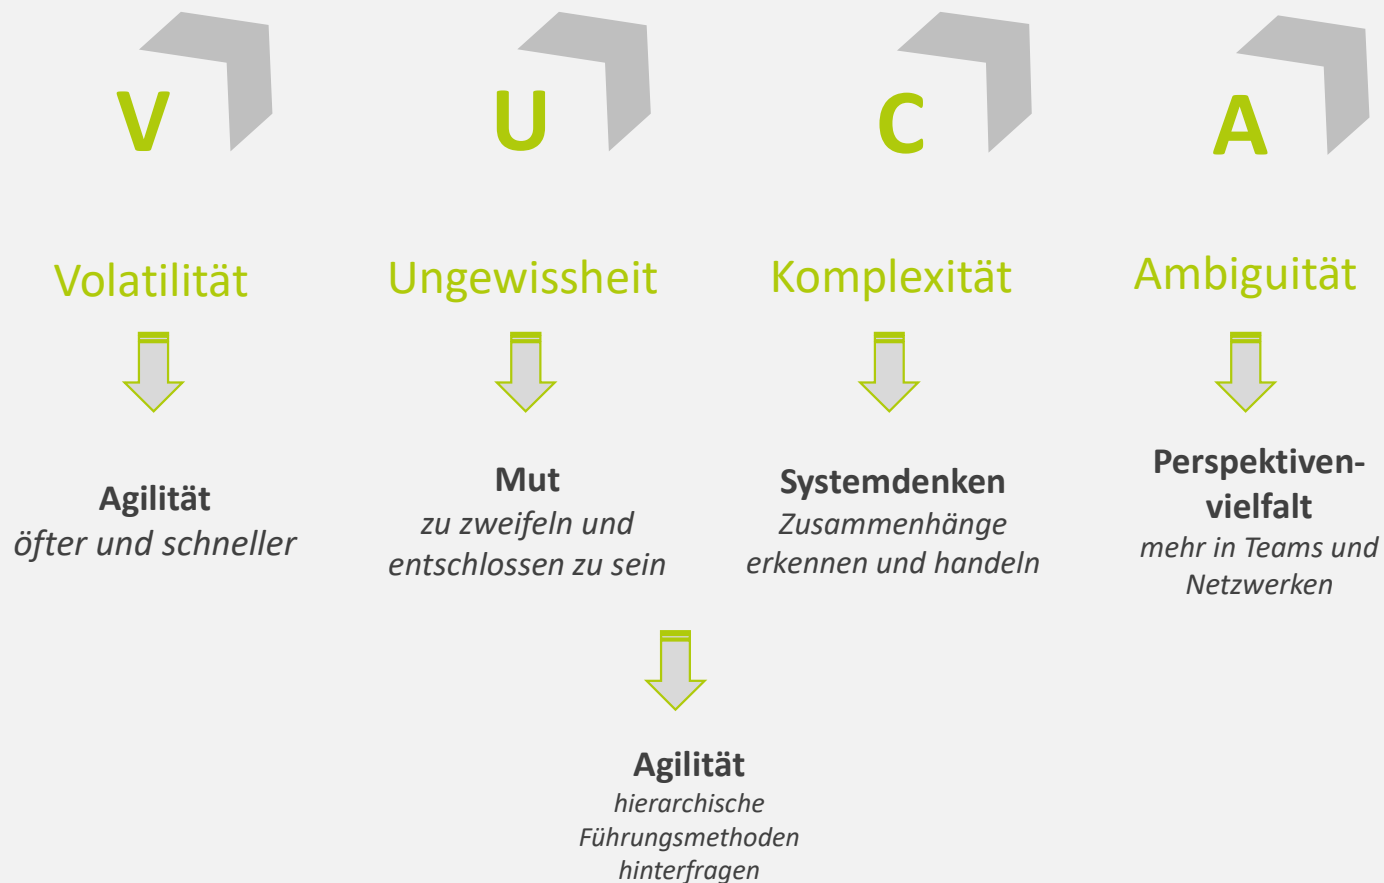 V
U
C
A
Volatilität
Ungewissheit
Komplexität
Ambiguität
Agilität
öfter und schneller
Mut
zu zweifeln und
entschlossen zu sein
Systemdenken
Zusammenhänge
erkennen und handeln
Perspektiven-
vielfalt
mehr in Teams und
Netzwerken
Agilität
hierarchische
Führungsmethoden
hinterfragen